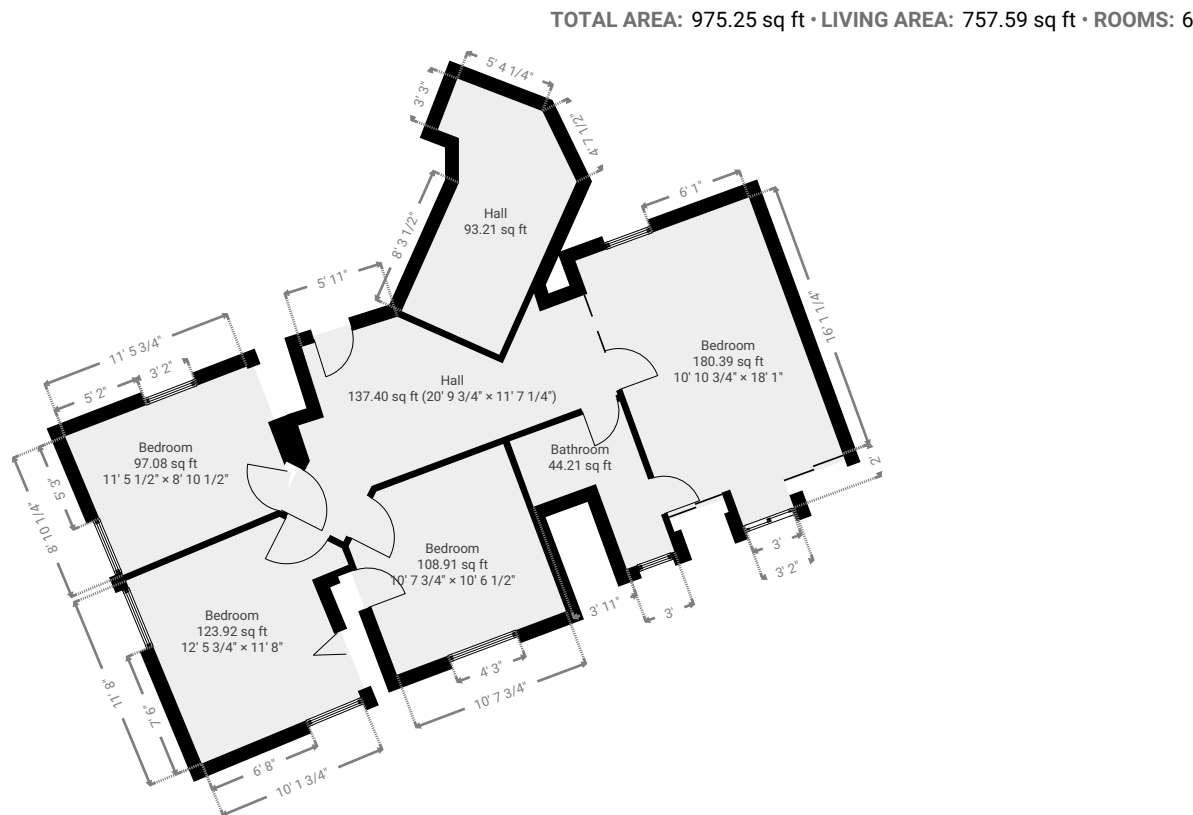 TOTAL AREA: 975.25 sq ft • LIVING AREA: 757.59 sq ft • ROOMS: 6
5' 4 1/4"
3' 3"
4' 7 1/2"
6' 1"
Hall
93.21 sq ft
8' 3 1/2"
5' 11"
16' 1 1/4"
11' 5 3/4"
3' 2"
5' 2"
Bedroom
180.39 sq ft
10' 10 3/4" × 18' 1"
Hall
137.40 sq ft (20' 9 3/4" × 11' 7 1/4")
Bedroom
97.08 sq ft
11' 5 1/2" × 8' 10 1/2"
Bathroom
44.21 sq ft
2'
5' 3"
8' 10 1/4"
Bedroom
108.91 sq ft
10' 7 3/4" × 10' 6 1/2"
3'
3' 2"
3' 11"
3'
Bedroom
123.92 sq ft
12' 5 3/4" × 11' 8"
4' 3"
10' 7 3/4"
11' 8"
7' 6"
6' 8"
10' 1 3/4"